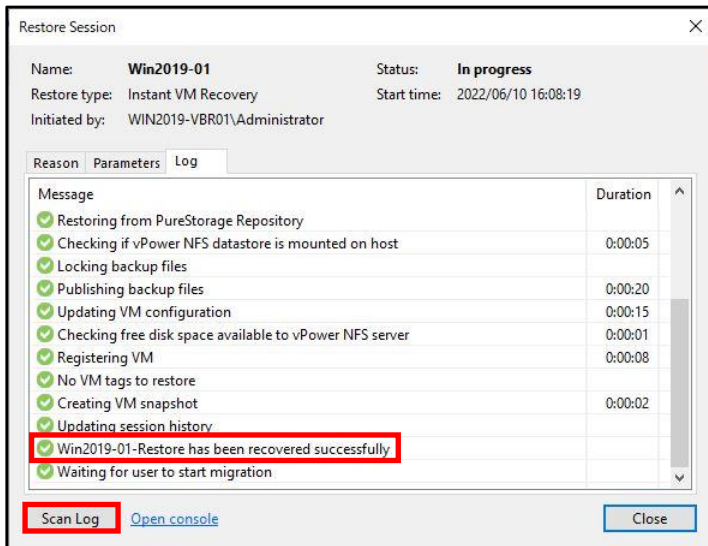 Restore Session
Name: Win2019-01 Status: In progress
Restore type: Instant VM Recovery Start time: 2022/06/10 16:08:19
Initiated by: WIN2019-VBR01\Administrator
Reason Parameters Log
Message Duration
Restoring from PureStorage Repository
Checking if vPower NFS datastore is mounted on host 0:00:05
Locking backup files
Publishing backup files 0:00:20
Updating VM configuration 0:00:15
Checking free disk space available to vPower NFS server 0:00:01
Registering VM 0:00:08
No VM tags to restore
Creating VM snapshot 0:00:02
Updating session history
Win2019-01-Restore has been recovered successfully
Waiting for user to start migration
Scan Log Open console Close